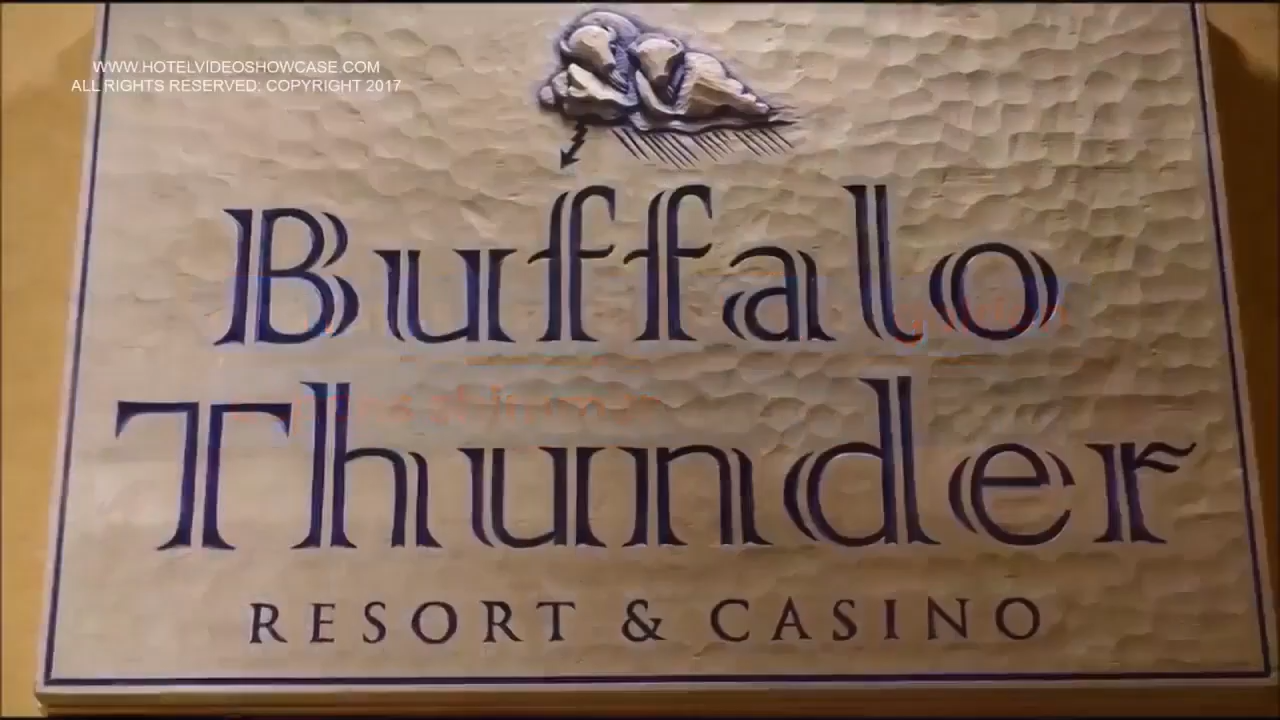 WWW.HOTELVIDEOSHOWCASE.COM
ALL RIGHTS RESERVED: COPYRIGHT 2017
Buffalo
Thunder
RESORT & CASINO